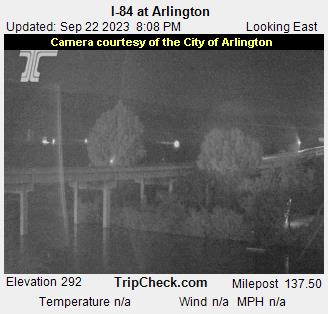 I-84 at Arlington
Updated: Sep 22 2023 8:08 PM Looking East
Camera courtesy of the City of Arlington
Elevation 292 TripCheck.com Milepost 137.50
Temperature n/a Wind n/a MPH n/a